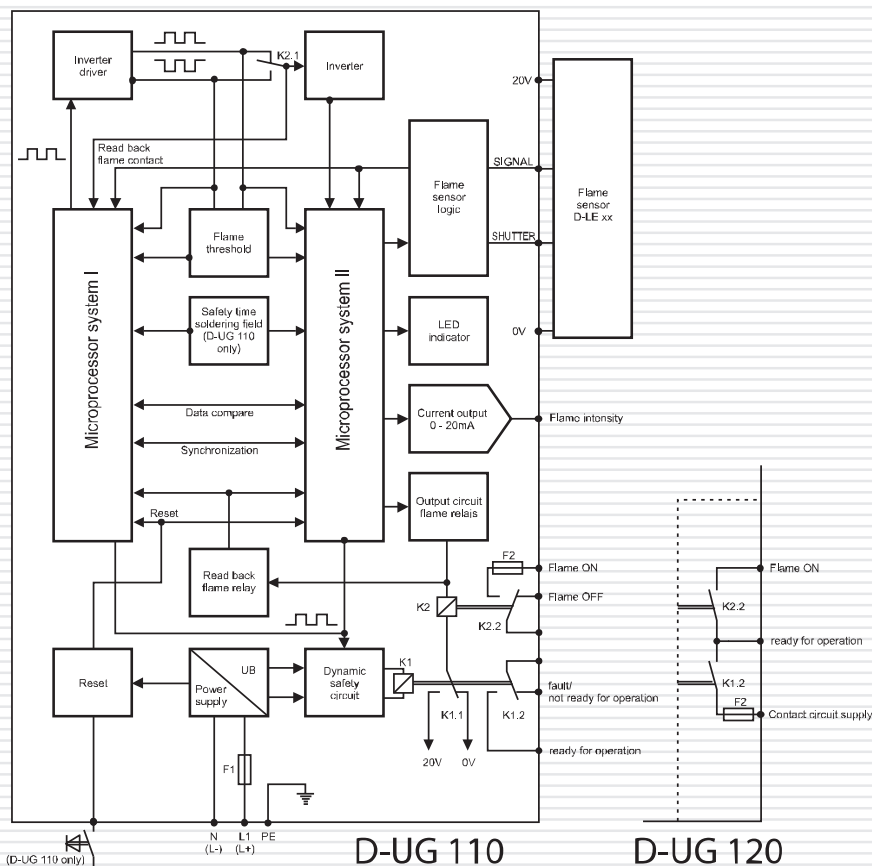 Inverter
driver
K2.1
Inverter
20V
Read back
flame contact
SIGNAL
Flame
sensor
logic
Flame
sensor
D-LE xx
SHUTTER
Flame
threshold
Microprocessor system I
Microprocessor system II
Safety time
soldering field
(D-UG 110
only)
LED
indicator
0V
Data compare
Current output
0 - 20mA
Flame intensity
Synchronization
Reset
Output circuit
flame relais
Read back
flame relay
F2
Flame ON
Flame OFF
K2
K2.2
Flame ON
K2.2
ready for operation
Reset
UB
Power
supply
Dynamic
safety
circuit
K1
K1.1
K1.2
fault/
not ready for operation
K1.2
F2
Contact circuit supply
20V
0V
ready for operation
F1
N
(L-)
L1
(L+)
PE
(D-UG 110 only)
D-UG 110
D-UG 120